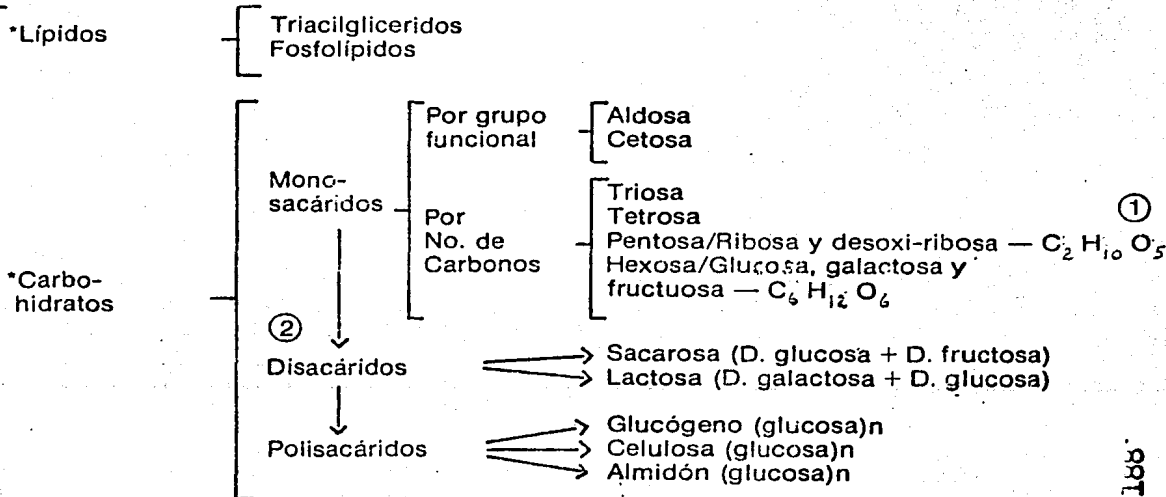 *Lípidos
Triacilgliceridos
Fosfolípidos
*Carbo-
hidratos
Mono-
sacáridos
Por grupo
funcional
Aldosa
Cetosa
Por
No. de
Carbonos
Triosa
Tetrosa
Pentosa/Ribosa y desoxi-ribosa — C₂ H₁₀ O₅
①
Hexosa/Glucosa, galactosa y
fructuosa — C₆ H₁₂ O₆
②
Disacáridos
Sacarosa (D. glucosa + D. fructosa)
Lactosa (D. galactosa + D. glucosa)
Polisacáridos
Glucógeno (glucosa)n
Celulosa (glucosa)n
Almidón (glucosa)n